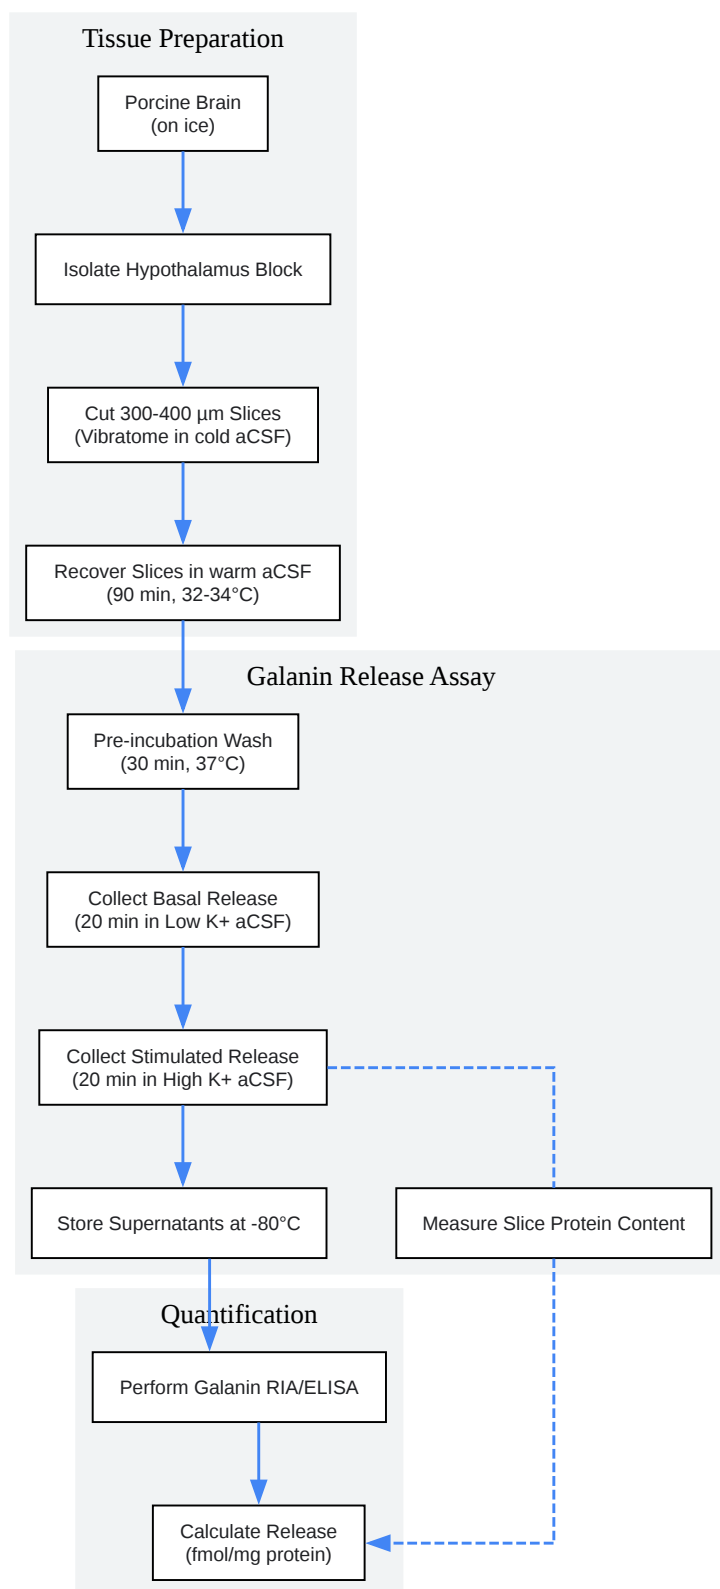 Tissue Preparation
Porcine Brain
(on ice)
Isolate Hypothalamus Block
Cut 300-400 µm Slices
(Vibratome in cold aCSF)
Recover Slices in warm aCSF
(90 min, 32-34°C)
Galanin Release Assay
Pre-incubation Wash
(30 min, 37°C)
Collect Basal Release
(20 min in Low K+ aCSF)
Collect Stimulated Release
(20 min in High K+ aCSF)
Store Supernatants at -80°C
Measure Slice Protein Content
Quantification
Perform Galanin RIA/ELISA
Calculate Release
(fmol/mg protein)